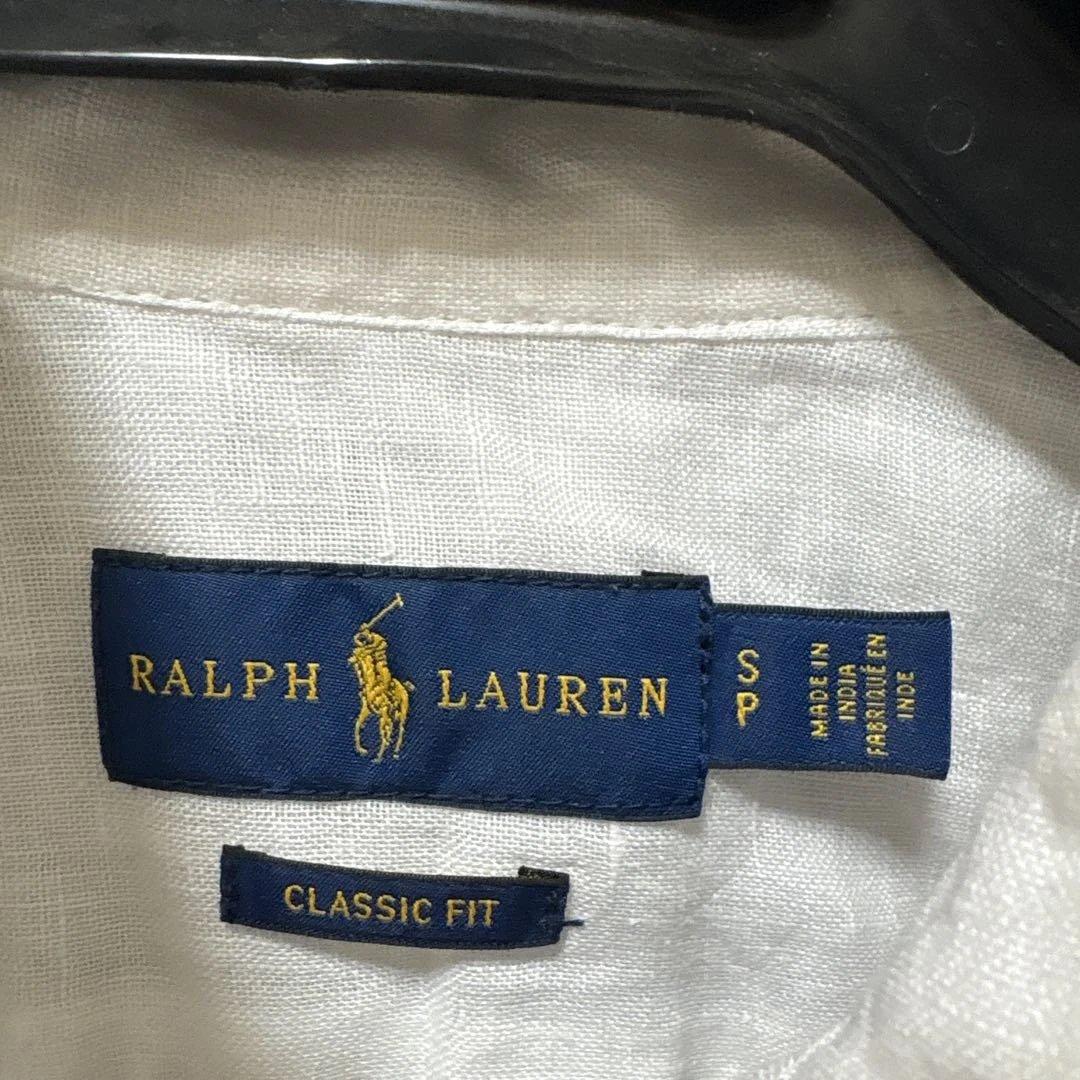 RALPH LAUREN
S
P
MADE IN
INDIA
FABRIQUÉ EN
INDE
CLASSIC FIT